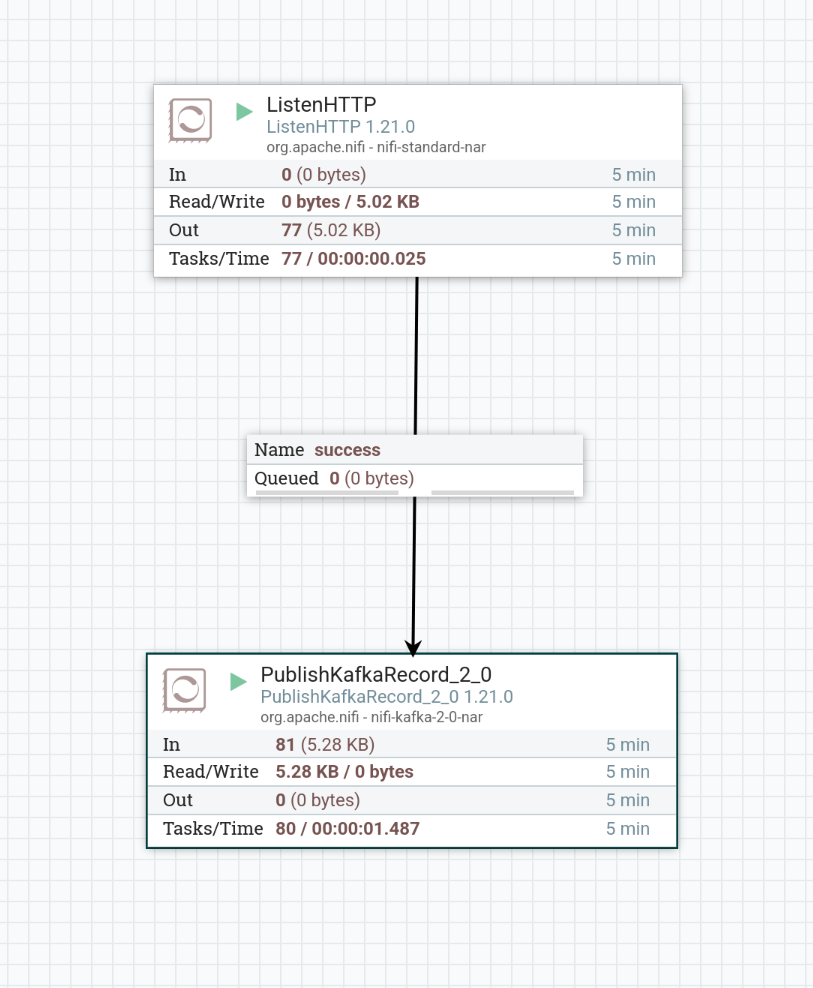 ListenHTTP
ListenHTTP 1.21.0
org.apache.nifi - nifi-standard-nar
In 0 (0 bytes) 5 min
Read/Write 0 bytes / 5.02 KB 5 min
Out 77 (5.02 KB) 5 min
Tasks/Time 77 / 00:00:00.025 5 min
Name success
Queued 0 (0 bytes)
PublishKafkaRecord_2_0
PublishKafkaRecord_2_0 1.21.0
org.apache.nifi - nifi-kafka-2-0-nar
In 81 (5.28 KB) 5 min
Read/Write 5.28 KB / 0 bytes 5 min
Out 0 (0 bytes) 5 min
Tasks/Time 80 / 00:00:01.487 5 min